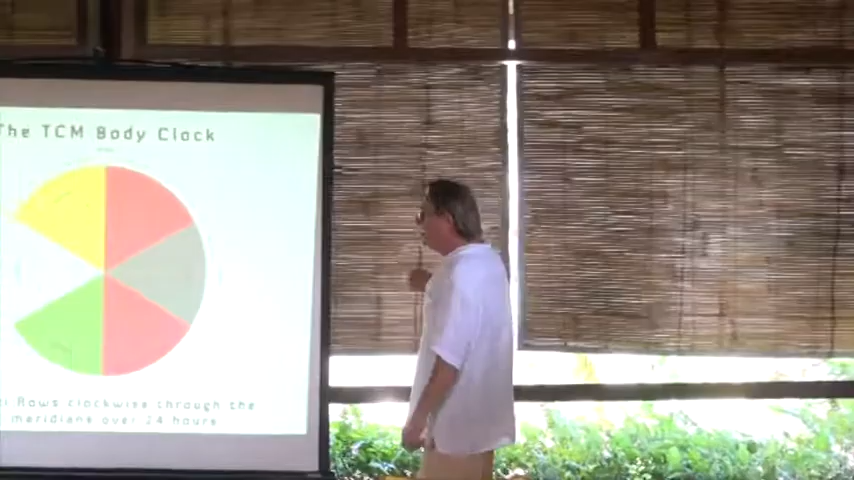 The TCM Body Clock
flows clockwise through the
meridians over 24 hours